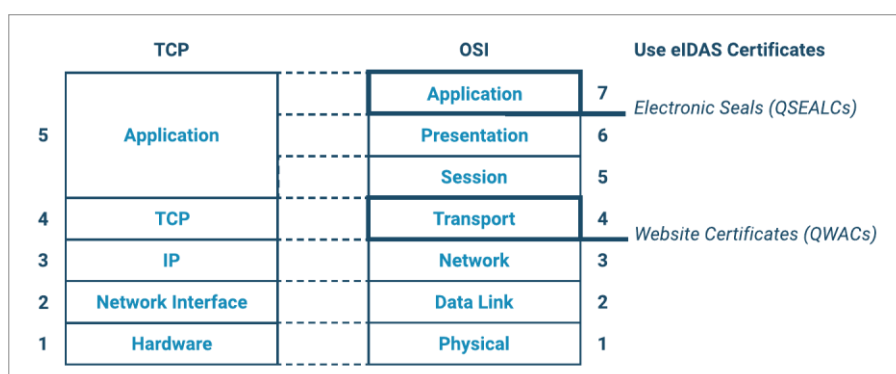 TCP OSI Use eIDAS Certificates
Application 7
Electronic Seals (QSEALCs)
5 Application Presentation 6
Session 5
4 TCP Transport 4
Website Certificates (QWACs)
3 IP Network 3
2 Network Interface Data Link 2
1 Hardware Physical 1